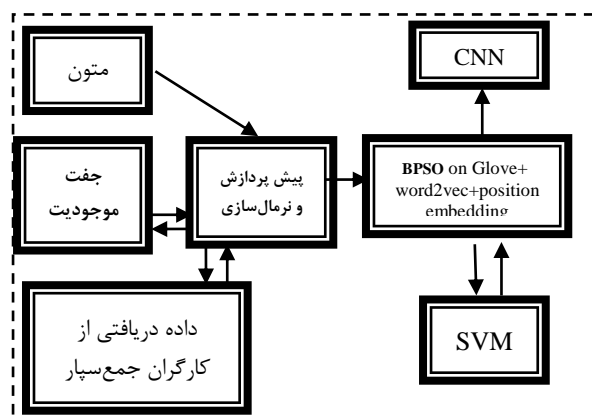 متون
CNN
جفت
موجودیت
پیش پردازش
و نرمال‌سازی
BPSO on Glove+
word2vec+position
embedding
داده دریافتی از
کارگران جمع‌سپار
SVM